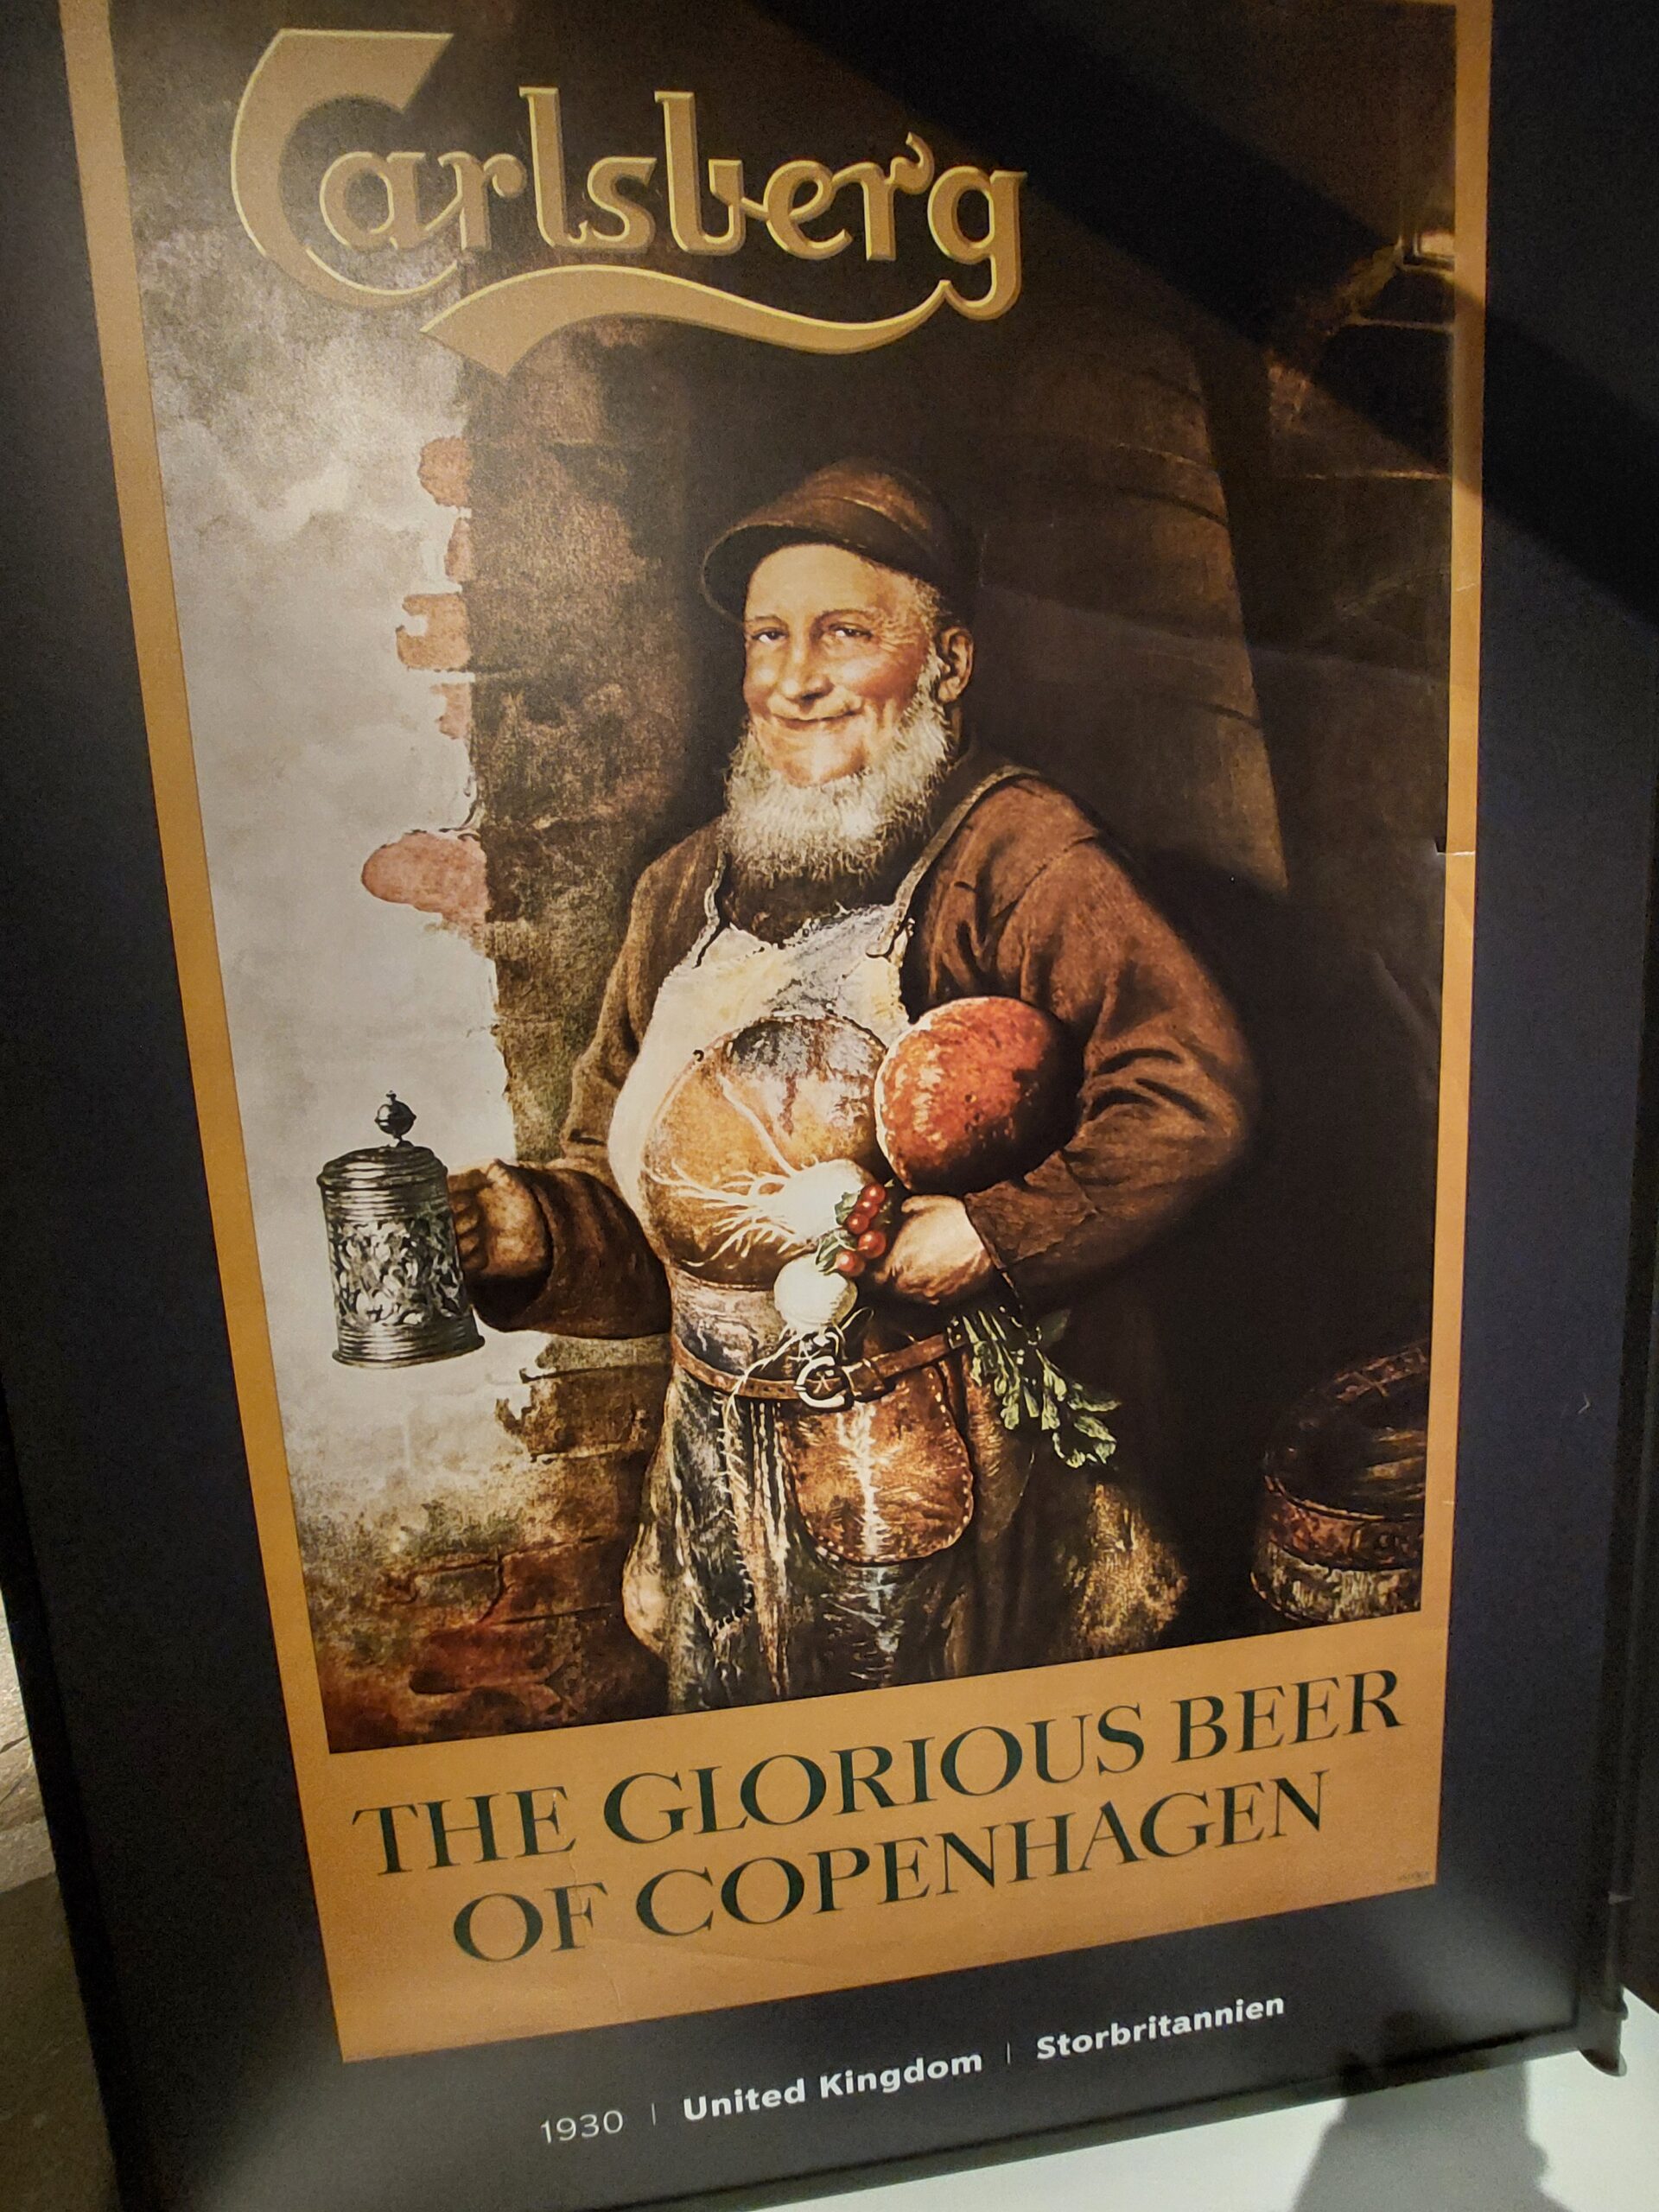 Carlsberg
THE GLORIOUS BEER
OF COPENHAGEN
1930 | United Kingdom | Storbritannien